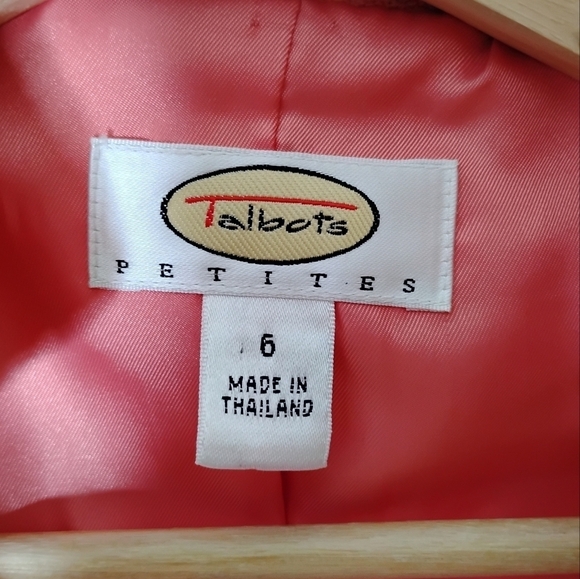 Talbots
PETITES
6
MADE IN
THAILAND